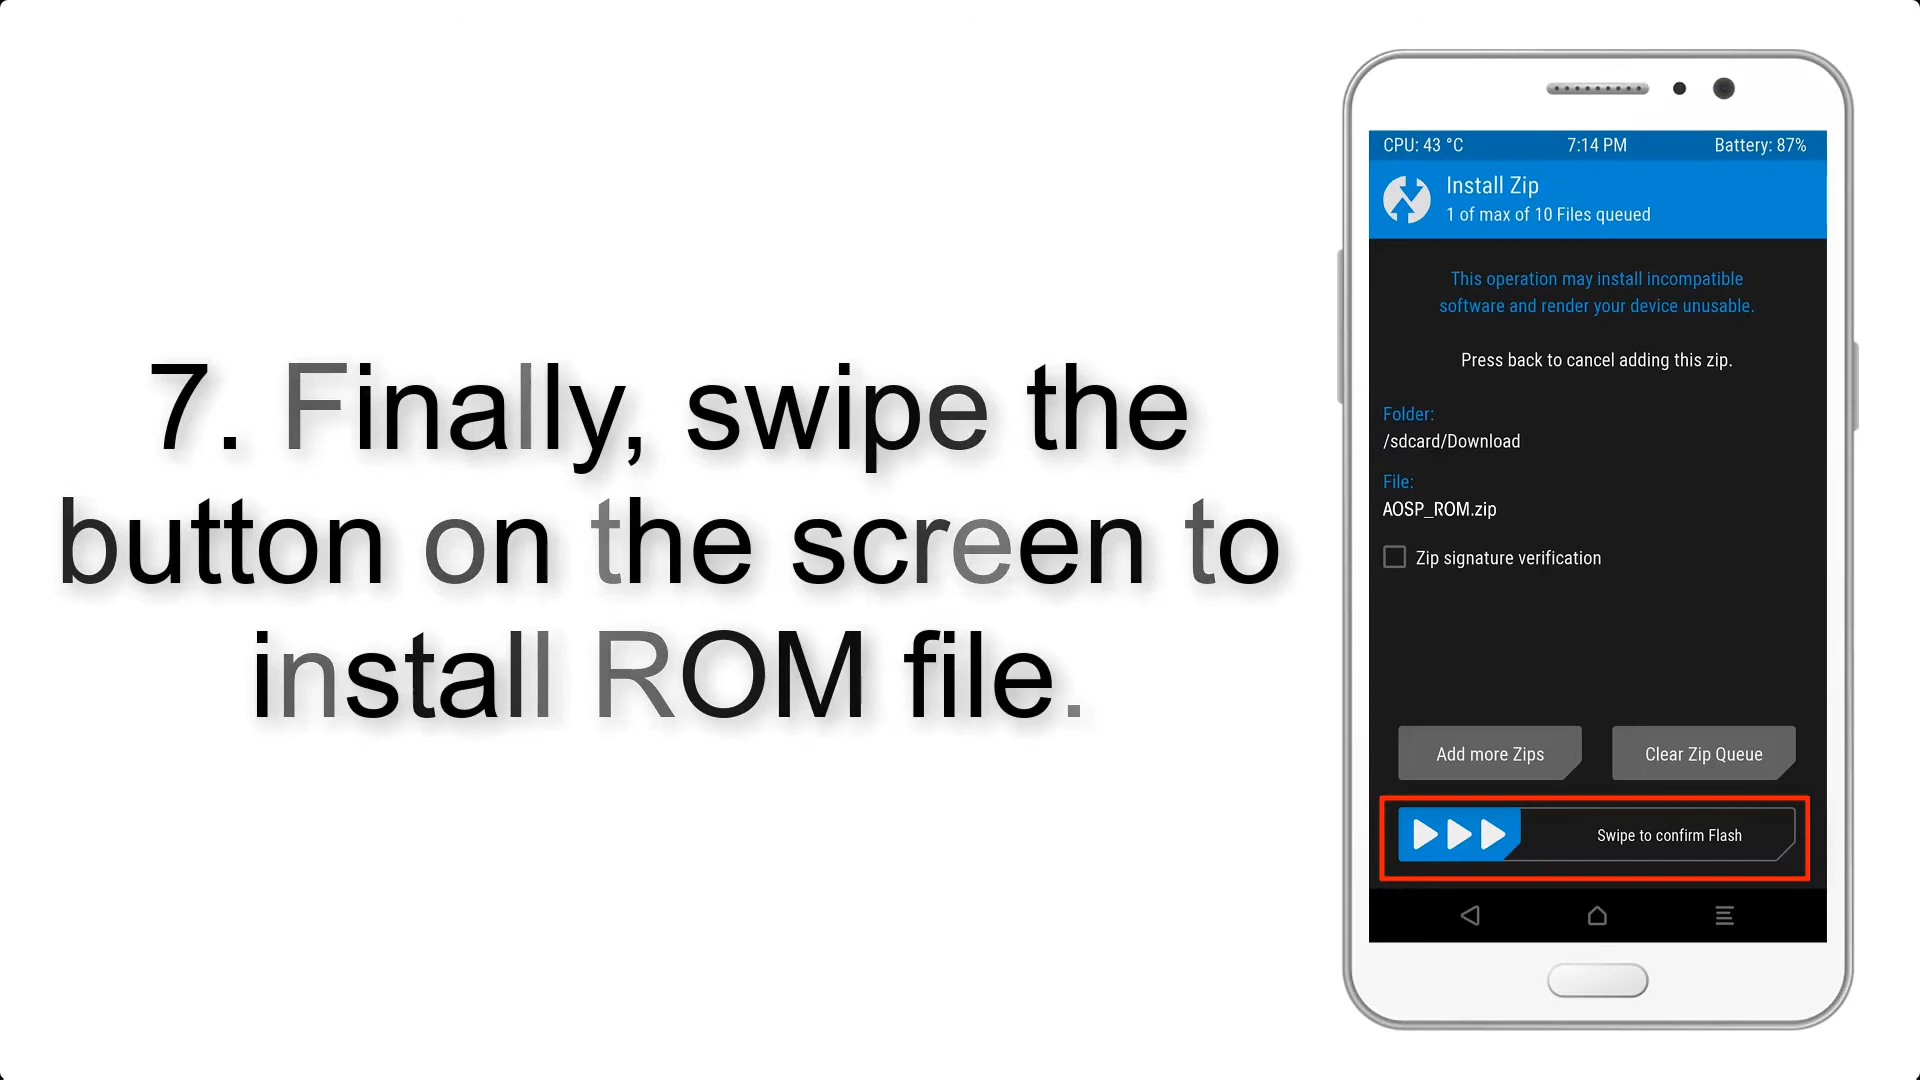 7. Finally, swipe the
button on the screen to
install ROM file.
CPU: 43 °C 7:14 PM Battery: 87%
Install Zip
1 of max of 10 Files queued
This operation may install incompatible
software and render your device unusable.
Press back to cancel adding this zip.
Folder:
/sdcard/Download
File:
AOSP_ROM.zip
Zip signature verification
Add more Zips Clear Zip Queue
Swipe to confirm Flash